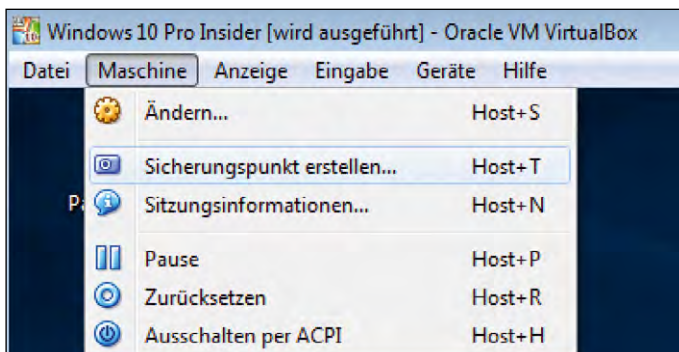 Windows 10 Pro Insider [wird ausgeführt] - Oracle VM VirtualBox
Datei Maschine Anzeige Eingabe Geräte Hilfe
Ändern... Host+S
Sicherungspunkt erstellen... Host+T
Sitzungsinformationen... Host+N
Pause Host+P
Zurücksetzen Host+R
Ausschalten per ACPI Host+H